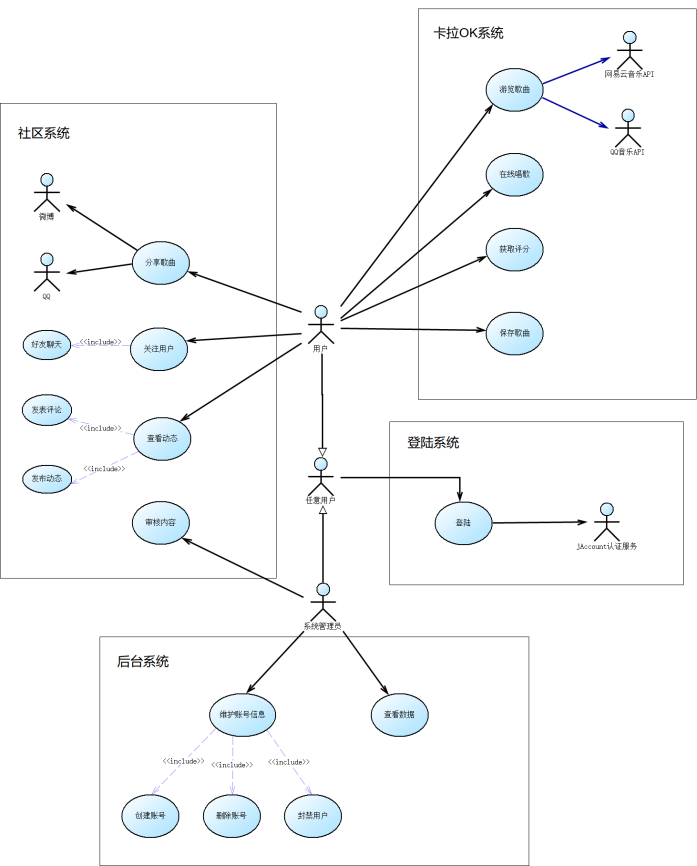 卡拉OK系统
游览歌曲
网易云音乐API
QQ音乐API
在线唱歌
获取评分
保存歌曲
社区系统
微博
分享歌曲
QQ
好友聊天
<<include>>
关注用户
发表评论
<<include>>
查看动态
<<include>>
发布动态
审核内容
用户
任意用户
系统管理员
登陆系统
登陆
jAccount认证服务
后台系统
维护账号信息
查看数据
<<include>>
<<include>>
<<include>>
创建账号
删除账号
封禁用户